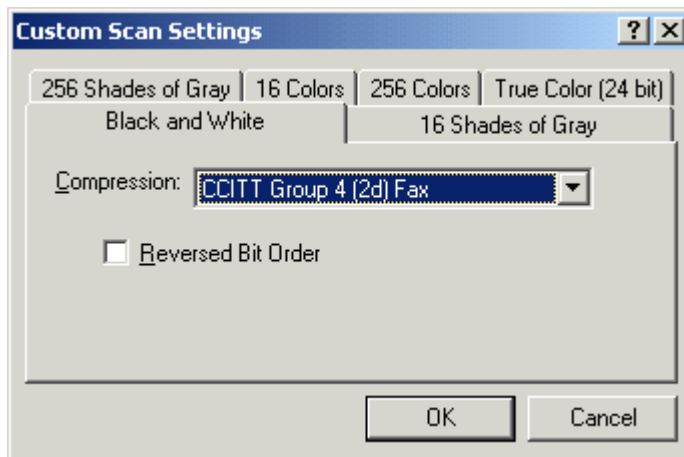 Custom Scan Settings
256 Shades of Gray 16 Colors 256 Colors True Color (24 bit)
Black and White 16 Shades of Gray
Compression: CCITT Group 4 (2d) Fax
Reversed Bit Order
OK Cancel